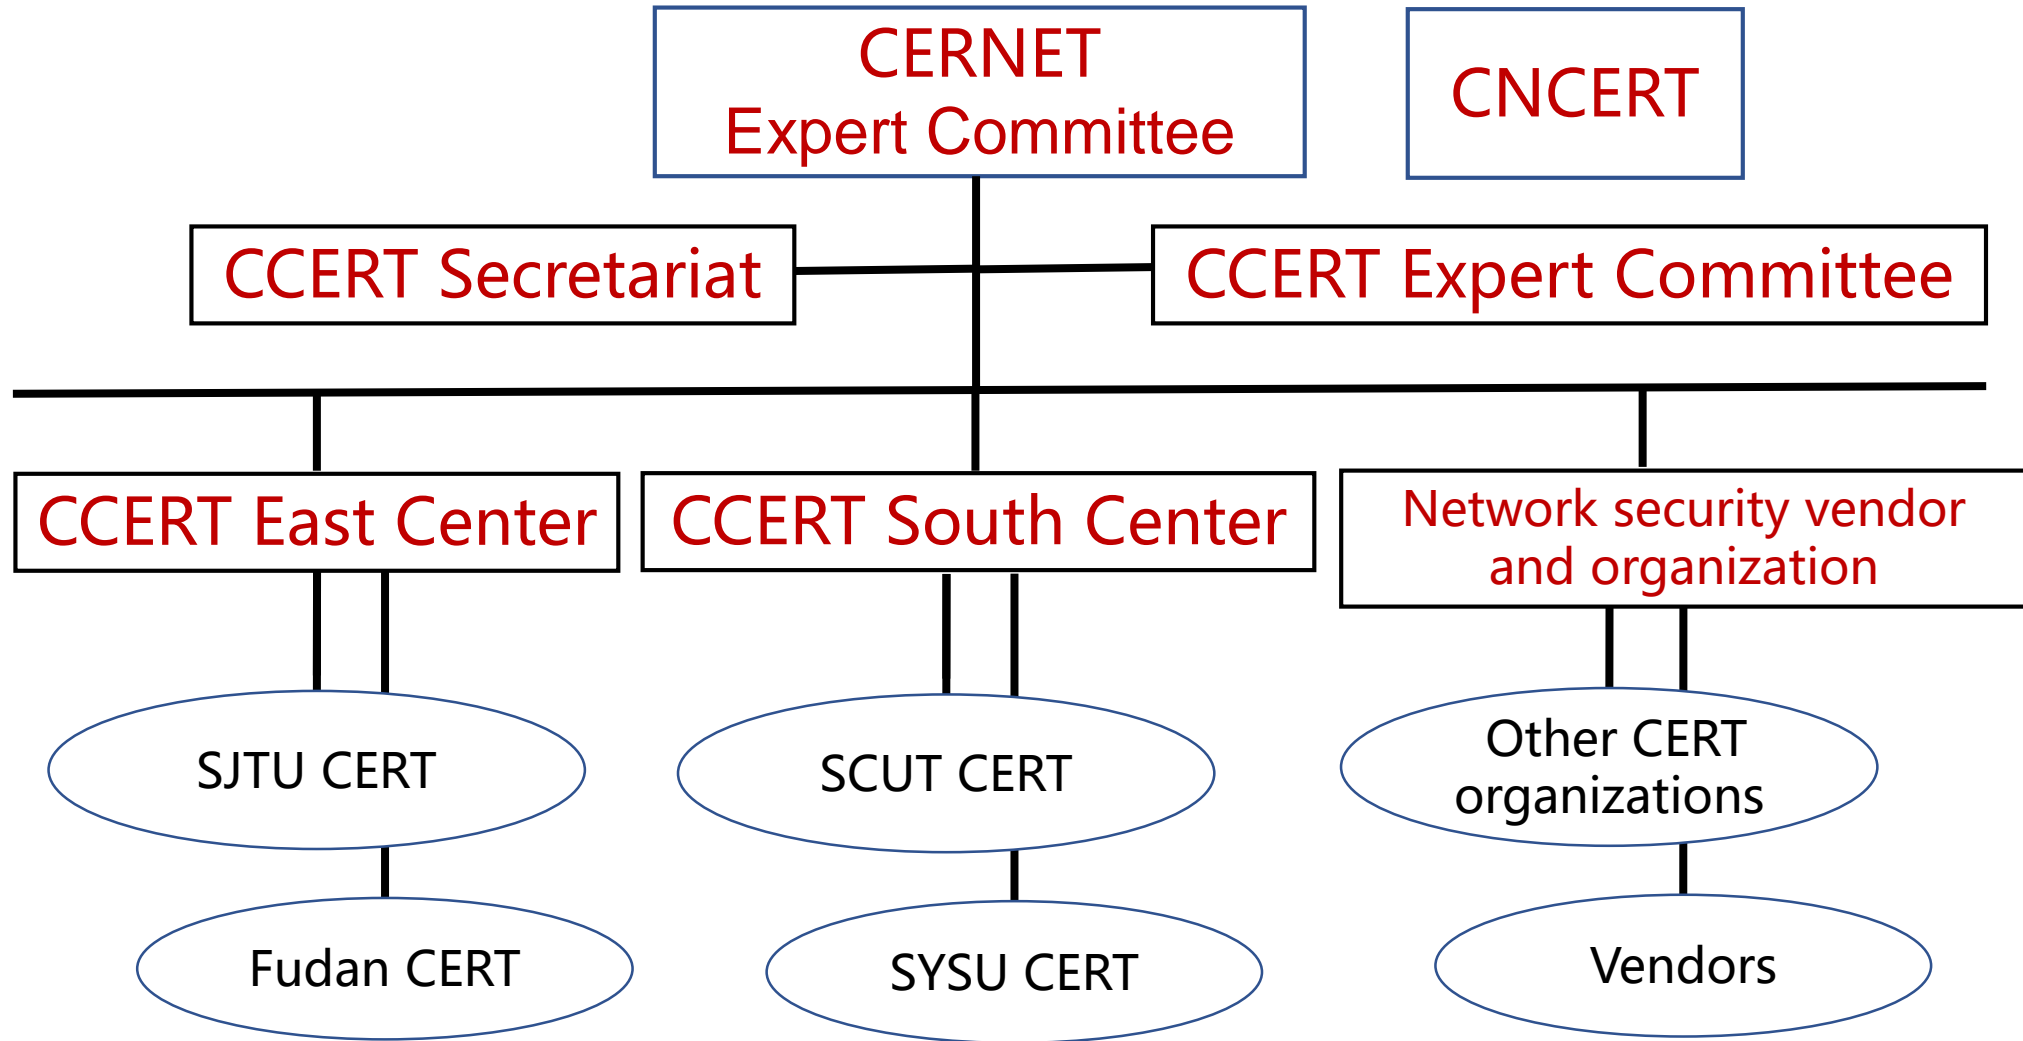 CERNET
Expert Committee
CNCERT
CCERT Secretariat
CCERT Expert Committee
CCERT East Center
CCERT South Center
Network security vendor
and organization
SJTU CERT
SCUT CERT
Other CERT
organizations
Fudan CERT
SYSU CERT
Vendors